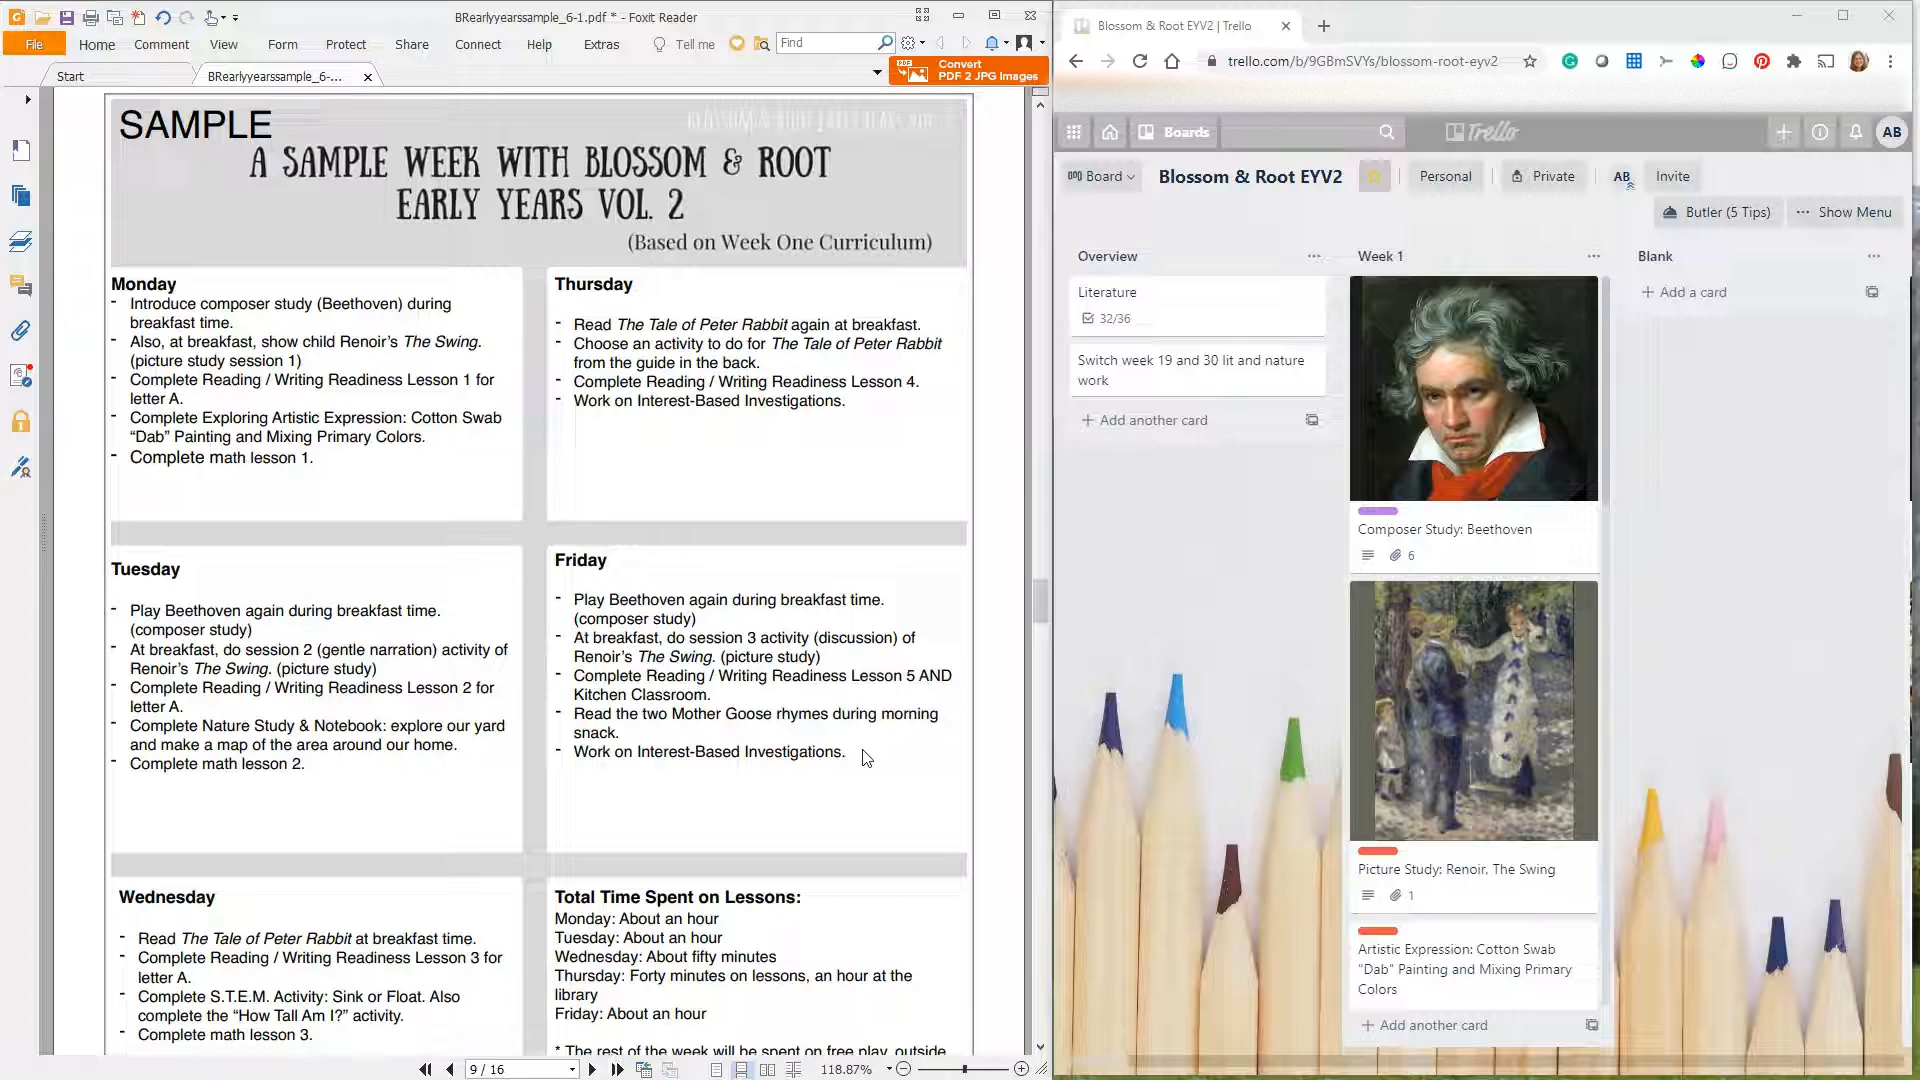 BRearlyyearssample_6-1.pdf * - Foxit Reader
File Home Comment View Form Protect Share Connect Help Extras Tell me Find
Convert
PDF 2 JPG Images
Start BRearlyyearssample_6-...
SAMPLE
A SAMPLE WEEK WITH BLOSSOM & ROOT
EARLY YEARS VOL. 2
(Based on Week One Curriculum)
Monday
- Introduce composer study (Beethoven) during
breakfast time.
- Also, at breakfast, show child Renoir's The Swing.
(picture study session 1)
- Complete Reading / Writing Readiness Lesson 1 for
letter A.
- Complete Exploring Artistic Expression: Cotton Swab
“Dab” Painting and Mixing Primary Colors.
- Complete math lesson 1.
Tuesday
- Play Beethoven again during breakfast time.
(composer study)
- At breakfast, do session 2 (gentle narration) activity of
Renoir's The Swing. (picture study)
- Complete Reading / Writing Readiness Lesson 2 for
letter A.
- Complete Nature Study & Notebook: explore our yard
and make a map of the area around our home.
- Complete math lesson 2.
Wednesday
- Read The Tale of Peter Rabbit at breakfast time.
- Complete Reading / Writing Readiness Lesson 3 for
letter A.
- Complete S.T.E.M. Activity: Sink or Float. Also
complete the “How Tall Am I?” activity.
- Complete math lesson 3.
Thursday
- Read The Tale of Peter Rabbit again at breakfast.
- Choose an activity to do for The Tale of Peter Rabbit
from the guide in the back.
- Complete Reading / Writing Readiness Lesson 4.
- Work on Interest-Based Investigations.
Friday
- Play Beethoven again during breakfast time.
(composer study)
- At breakfast, do session 3 activity (discussion) of
Renoir's The Swing. (picture study)
- Complete Reading / Writing Readiness Lesson 5 AND
Kitchen Classroom.
- Read the two Mother Goose rhymes during morning
snack.
- Work on Interest-Based Investigations.
Total Time Spent on Lessons:
Monday: About an hour
Tuesday: About an hour
Wednesday: About fifty minutes
Thursday: Forty minutes on lessons, an hour at the
library
Friday: About an hour
* The rest of the week will be spent on free play, outside
9 / 16 118.87%
Blossom & Root EYV2 | Trello
trello.com/b/9GBmSVYs/blossom-root-eyv2
Boards Trello AB
Board Blossom & Root EYV2 Personal Private AB Invite
Butler (5 Tips) Show Menu
Overview
Literature
32/36
Switch week 19 and 30 lit and nature
work
Add another card
Week 1
Composer Study: Beethoven
6
Picture Study: Renoir, The Swing
1
Artistic Expression: Cotton Swab
"Dab" Painting and Mixing Primary
Colors
Add another card
Blank
Add a card